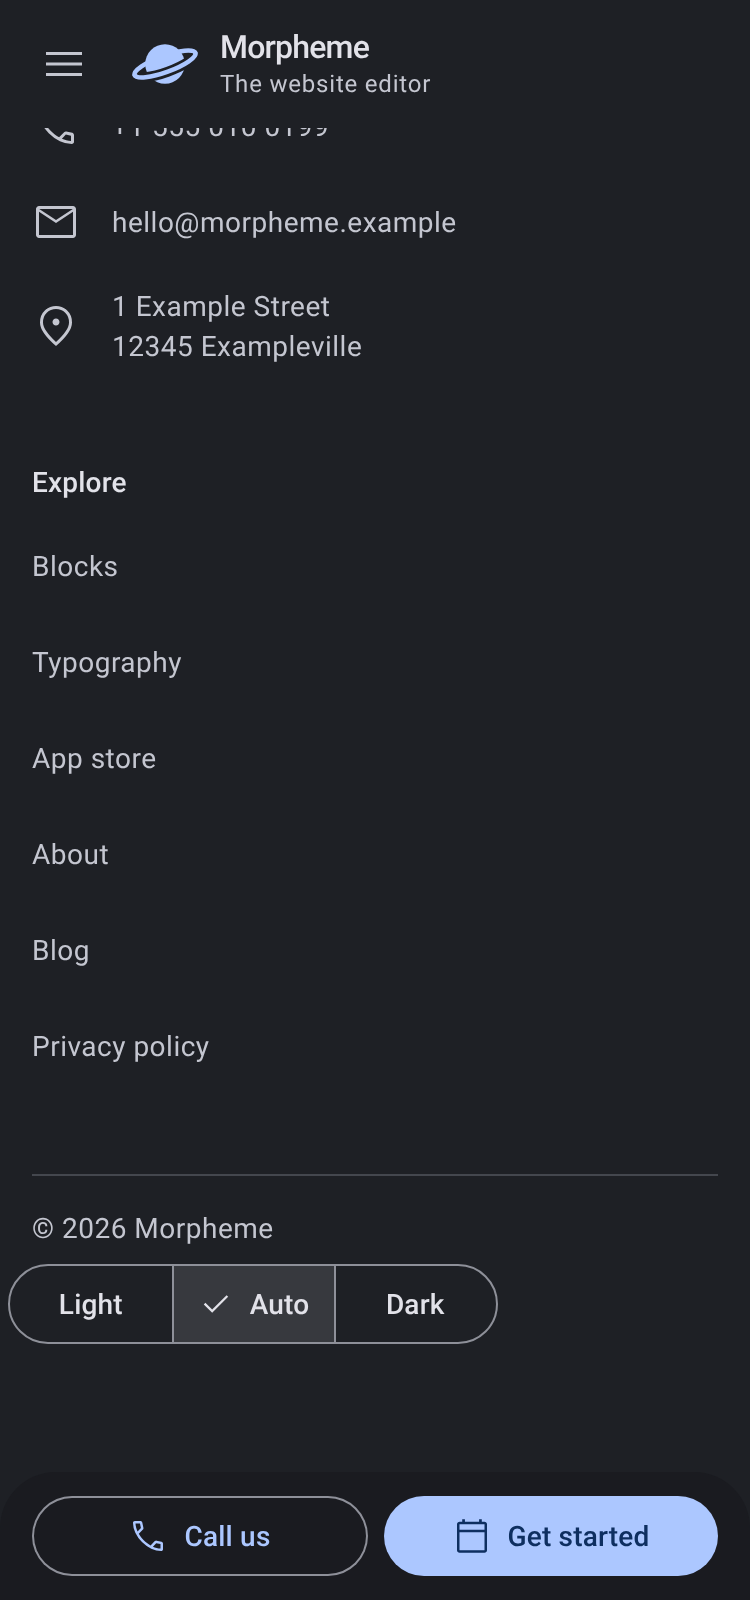 Morpheme
The website editor
hello@morpheme.example
1 Example Street
12345 Exampleville
Explore
Blocks
Typography
App store
About
Blog
Privacy policy
© 2026 Morpheme
Light
Auto
Dark
Call us
Get started